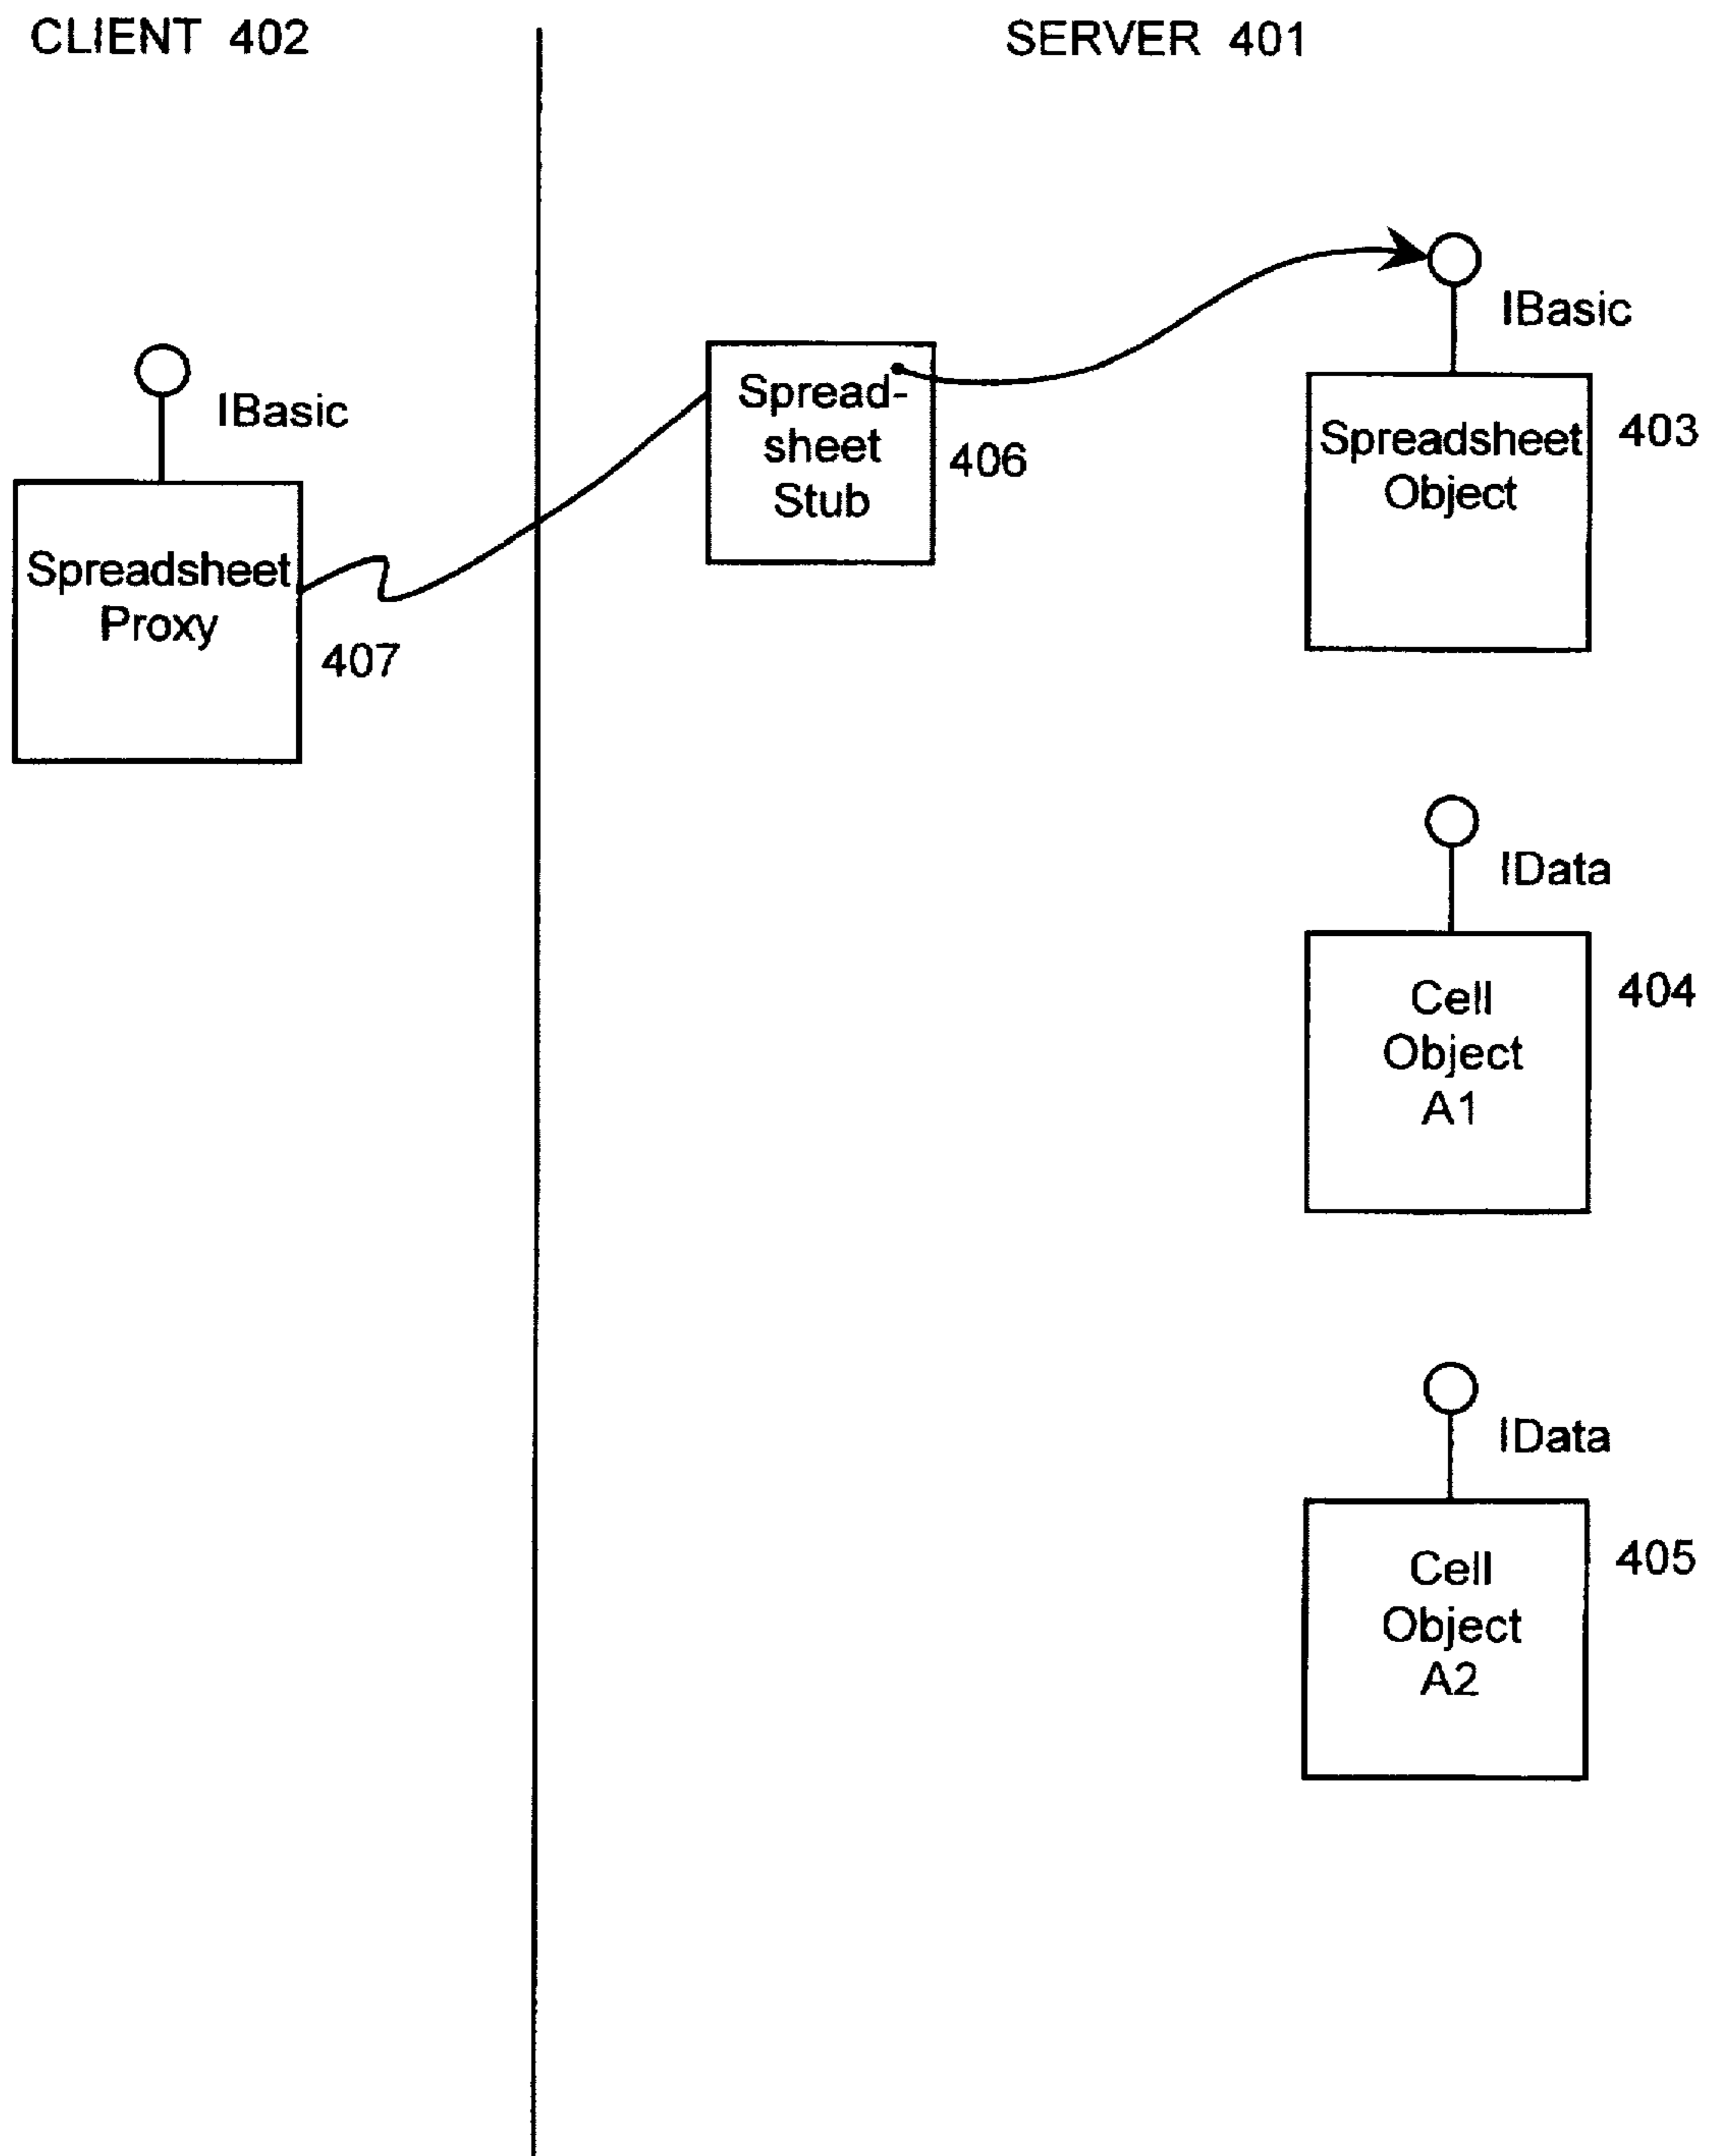 CLIENT 402
SERVER 401
IBasic
Spreadsheet
Proxy
407
Spread-
sheet
Stub
406
IBasic
Spreadsheet
Object
403
IData
Cell
Object
A1
404
IData
Cell
Object
A2
405